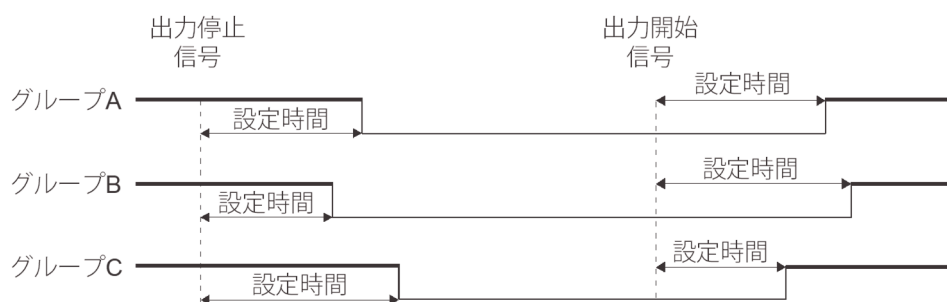 出力停止
信号
出力開始
信号
グループA
設定時間
設定時間
グループB
設定時間
設定時間
グループC
設定時間
設定時間